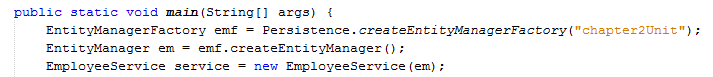 public static void main(String[] args) {
    EntityManagerFactory emf = Persistence.createEntityManagerFactory("chapter2Unit");
    EntityManager em = emf.createEntityManager();
    EmployeeService service = new EmployeeService(em);